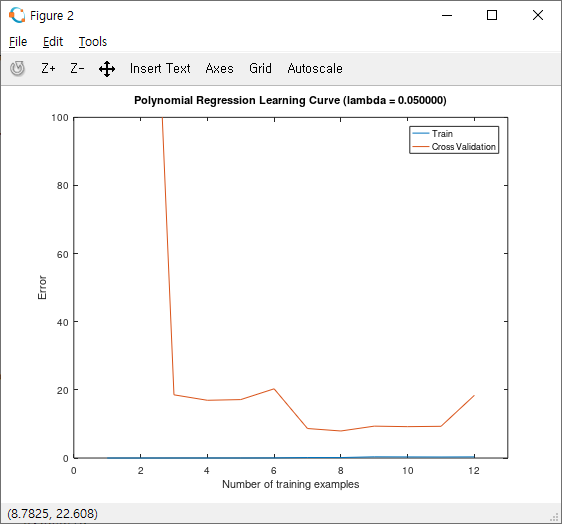 Figure 2
File Edit Tools
Z+ Z- Insert Text Axes Grid Autoscale
Polynomial Regression Learning Curve (lambda = 0.050000)
Train
Cross Validation
100
80
60
40
20
0
Error
0 2 4 6 8 10 12
Number of training examples
(8.7825, 22.608)